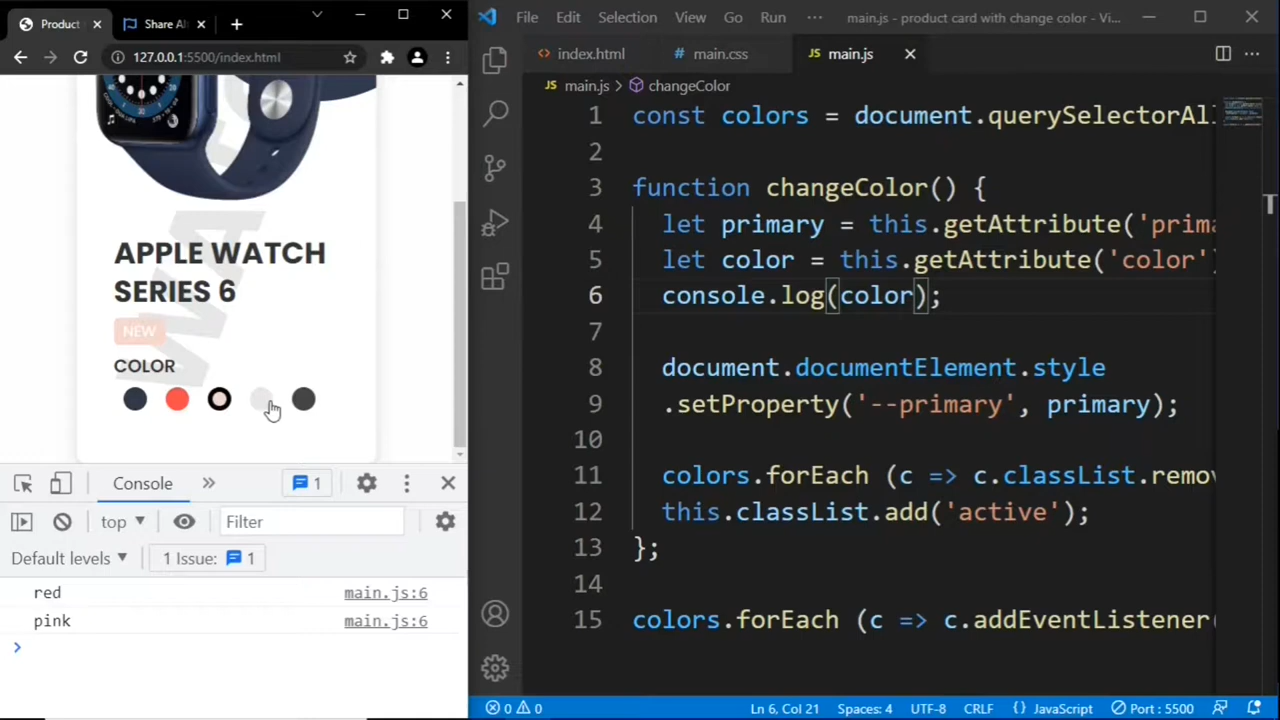 Product
Share Al
127.0.0.1:5500/index.html
APPLE WATCH
SERIES 6
NEW
COLOR
Console
1
top
Filter
Default levels
1 Issue:
1
red
main.js:6
pink
main.js:6
File Edit Selection View Go Run ··· main.js - product card with change color - Vi...
index.html
main.css
JS main.js
JS main.js > changeColor
1 const colors = document.querySelectorAll
2
3 function changeColor() {
4 let primary = this.getAttribute('prima
5 let color = this.getAttribute('color')
6 console.log(color);
7
8 document.documentElement.style
9 .setProperty('--primary', primary);
10
11 colors.forEach (c => c.classList.remov
12 this.classList.add('active');
13 };
14
15 colors.forEach (c => c.addEventListener(
0 0 Ln 6, Col 21 Spaces: 4 UTF-8 CRLF {} JavaScript Port : 5500